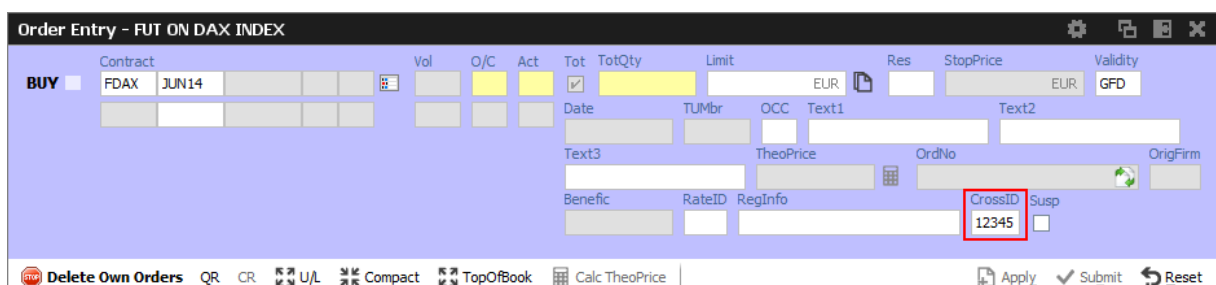 Order Entry - FUT ON DAX INDEX
Contract Vol O/C Act Tot TotQty Limit Res StopPrice Validity
BUY FDAX JUN14 EUR EUR GFD
Date TUMbr OCC Text1 Text2
Text3 TheoPrice OrdNo OrigFirm
Benefic RateID RegInfo CrossID Susp
12345
STOP Delete Own Orders QR CR U/L Compact TopOfBook Calc TheoPrice Apply Submit Reset